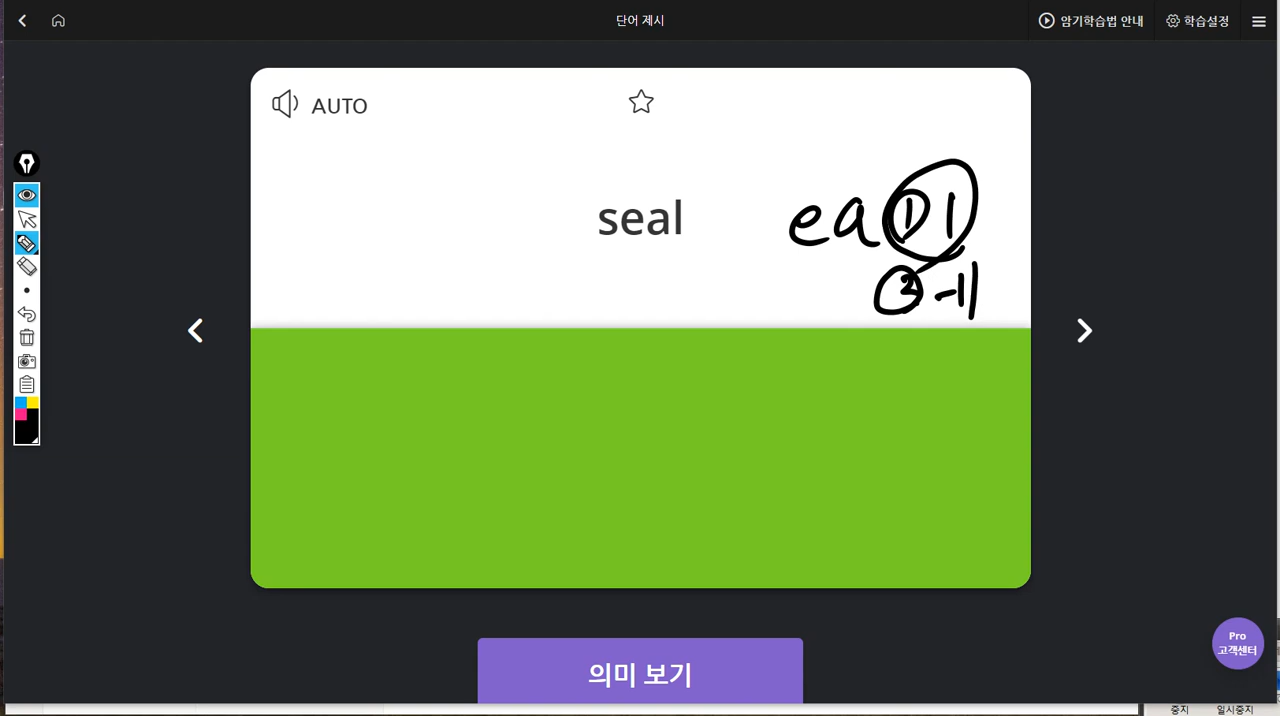 단어 제시
암기학습법 안내
학습설정
AUTO
seal
ea ① l
② -l
의미 보기
Pro
고객센터
중지
일시중지